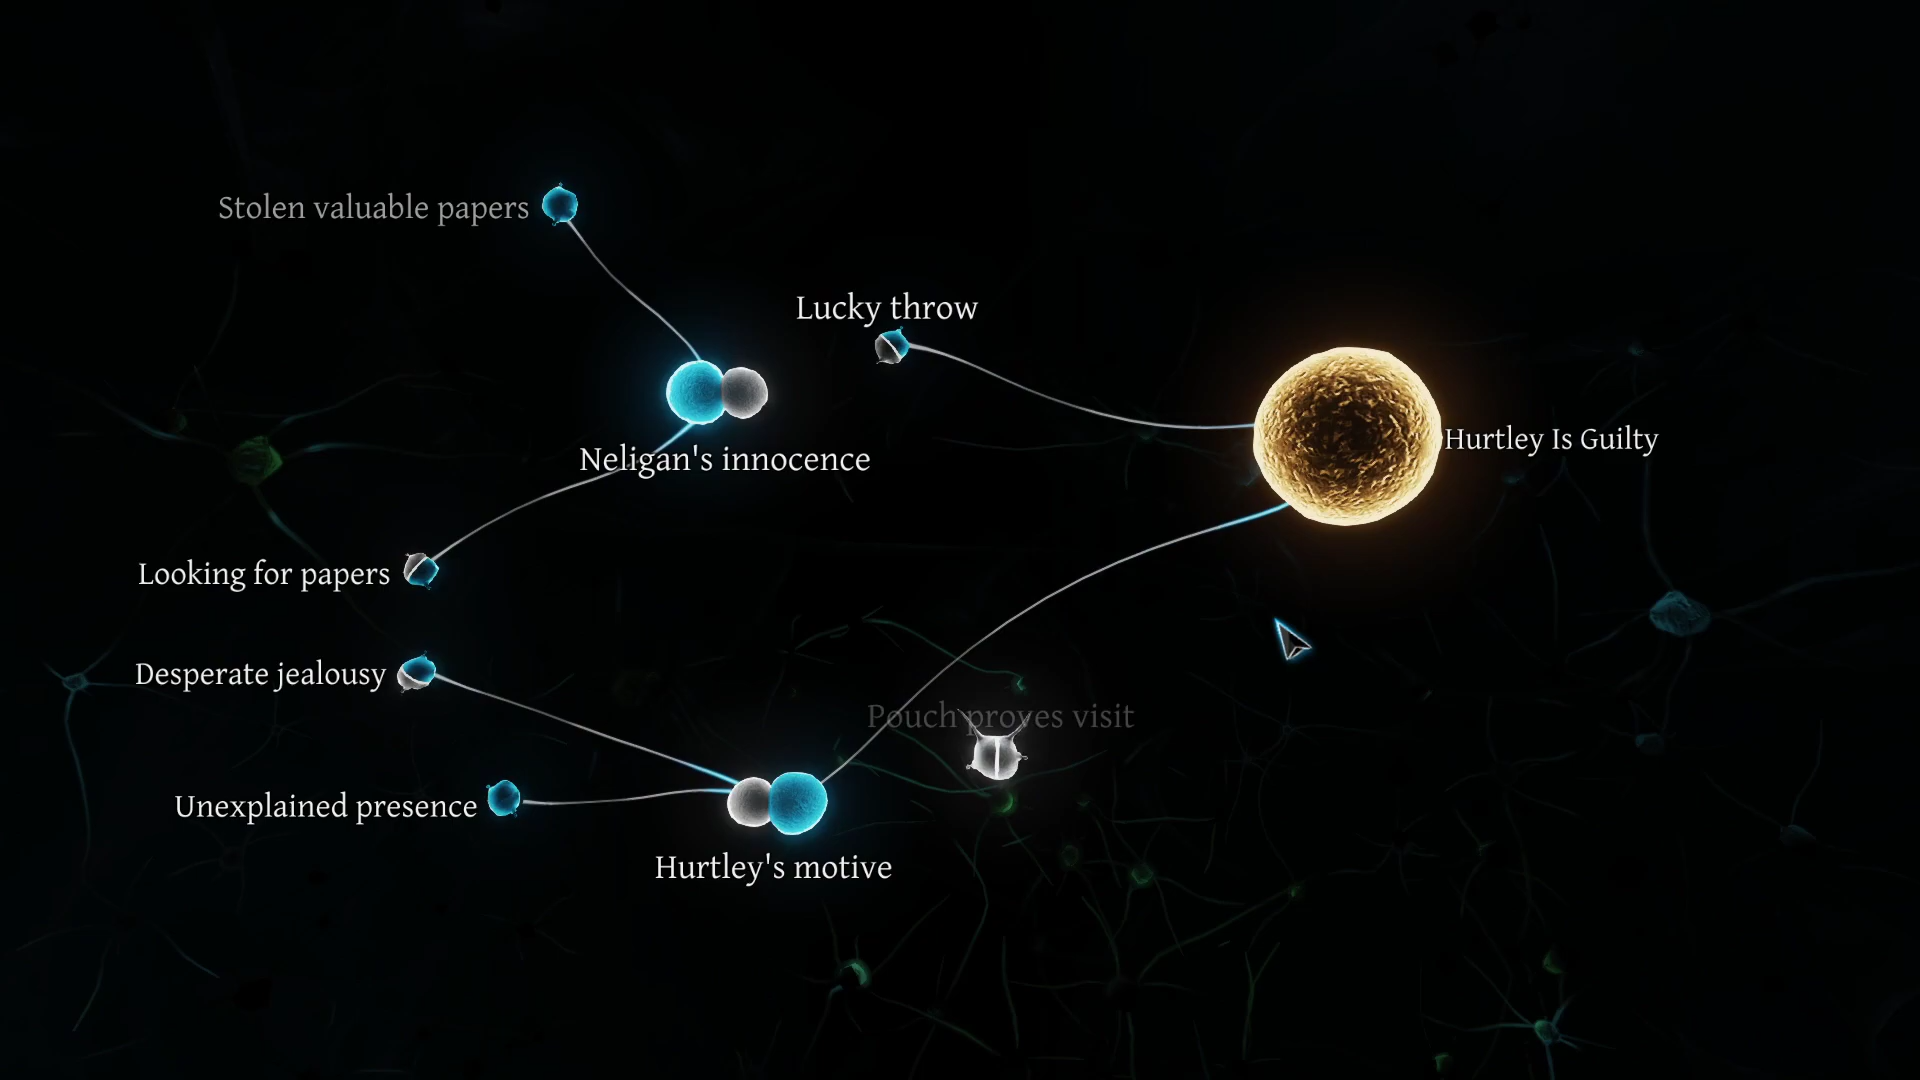 Stolen valuable papers
Lucky throw
Hurtley Is Guilty
Neligan's innocence
Looking for papers
Desperate jealousy
Pouch proves visit
Unexplained presence
Hurtley's motive